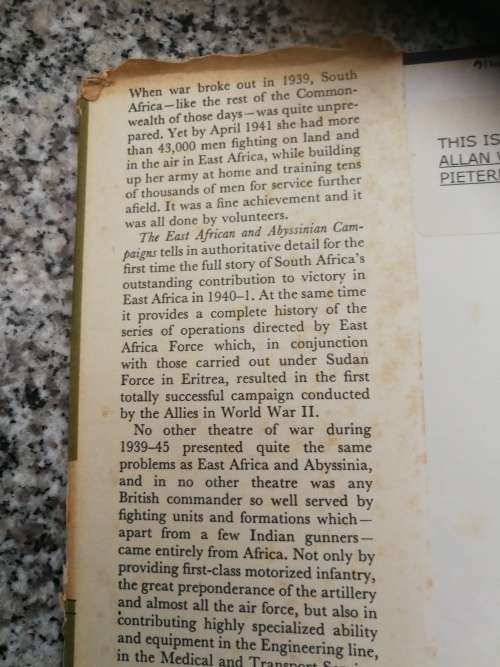 When war broke out in 1939, South
Africa—like the rest of the Common-
wealth of those days—was quite unpre-
pared. Yet by April 1941 she had more
than 43,000 men fighting on land and
in the air in East Africa, while building
up her army at home and training tens
of thousands of men for service further
afield. It was a fine achievement and it
was all done by volunteers.
The East African and Abyssinian Cam-
paigns tells in authoritative detail for the
first time the full story of South Africa's
outstanding contribution to victory in
East Africa in 1940–1. At the same time
it provides a complete history of the
series of operations directed by East
Africa Force which, in conjunction
with those carried out under Sudan
Force in Eritrea, resulted in the first
totally successful campaign conducted
by the Allies in World War II.
No other theatre of war during
1939–45 presented quite the same
problems as East Africa and Abyssinia,
and in no other theatre was any
British commander so well served by
fighting units and formations which—
apart from a few Indian gunners—
came entirely from Africa. Not only by
providing first-class motorized infantry,
the great preponderance of the artillery
and almost all the air force, but also in
contributing highly specialized ability
and equipment in the Engineering line,
in the Medical and Transport
THIS IS
ALLAN
PIETER